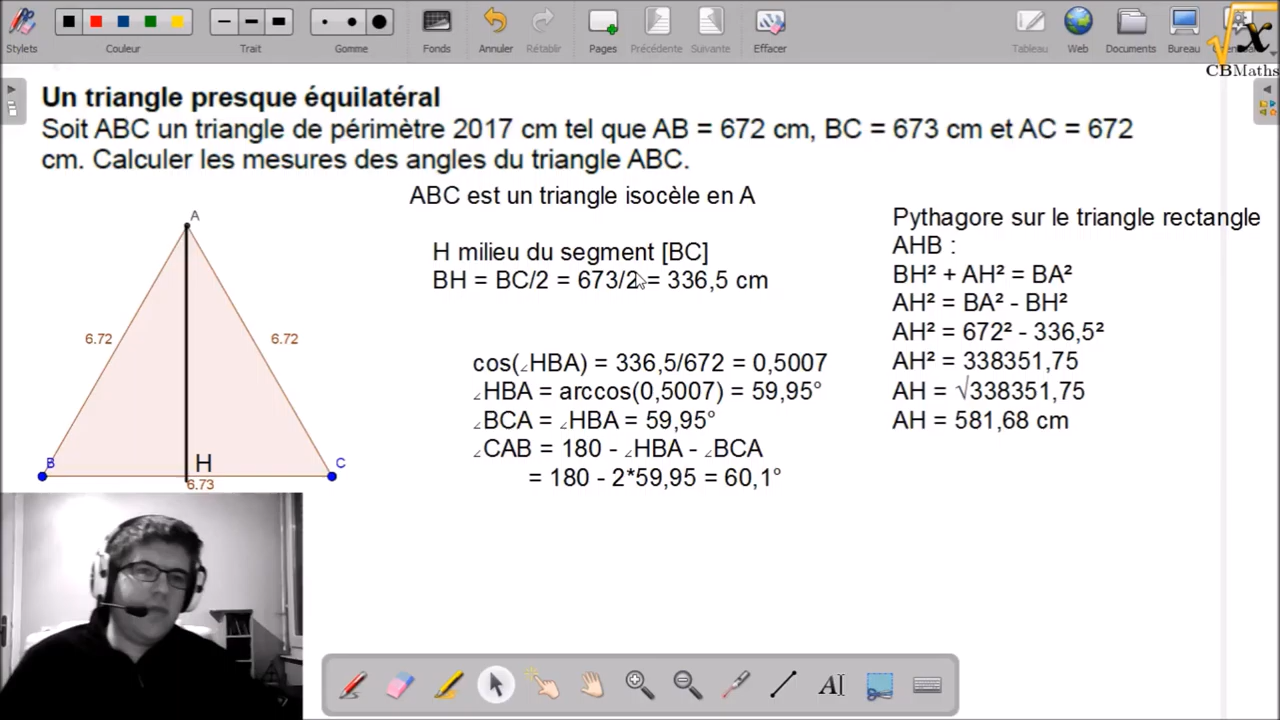 Stylets
Couleur
Trait
Gomme
Fonds
Annuler
Rétablir
Pages
Précédente
Suivante
Effacer
Tableau
Web
Documents
Bureau
√x
CBMaths
Un triangle presque équilatéral
Soit ABC un triangle de périmètre 2017 cm tel que AB = 672 cm, BC = 673 cm et AC = 672
cm. Calculer les mesures des angles du triangle ABC.
ABC est un triangle isocèle en A
H milieu du segment [BC]
BH = BC/2 = 673/2 = 336,5 cm
cos(∠HBA) = 336,5/672 = 0,5007
∠HBA = arccos(0,5007) = 59,95°
∠BCA = ∠HBA = 59,95°
∠CAB = 180 - ∠HBA - ∠BCA
= 180 - 2*59,95 = 60,1°
Pythagore sur le triangle rectangle
AHB :
BH² + AH² = BA²
AH² = BA² - BH²
AH² = 672² - 336,5²
AH² = 338351,75
AH = √338351,75
AH = 581,68 cm
A
6.72
6.72
B
H
C
6.73
AI